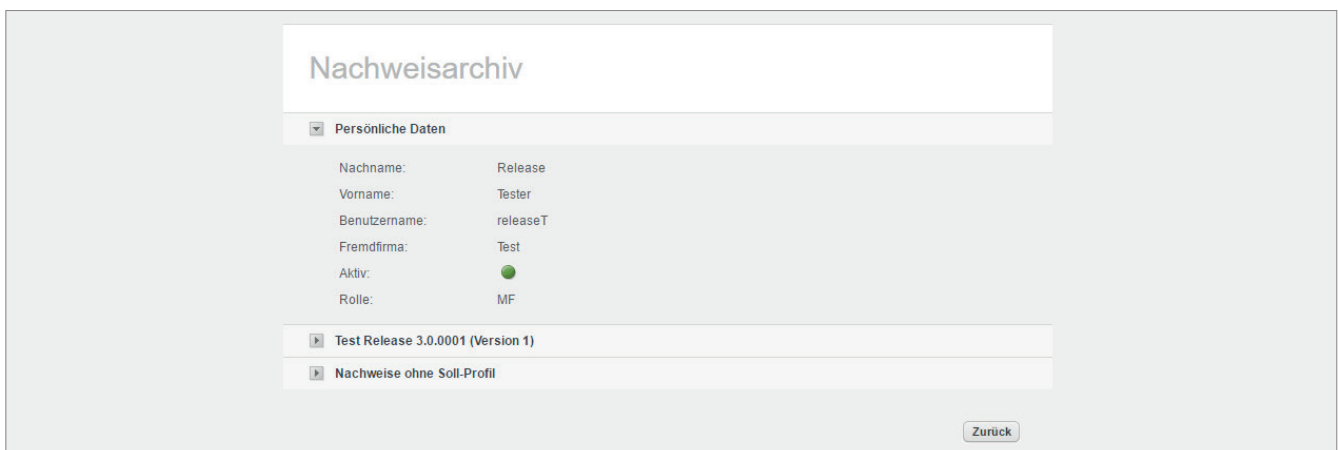 Nachweisarchiv
Persönliche Daten
Nachname: Release
Vorname: Tester
Benutzername: releaseT
Fremdfirma: Test
Aktiv:
Rolle: MF
Test Release 3.0.0001 (Version 1)
Nachweise ohne Soll-Profil
Zurück